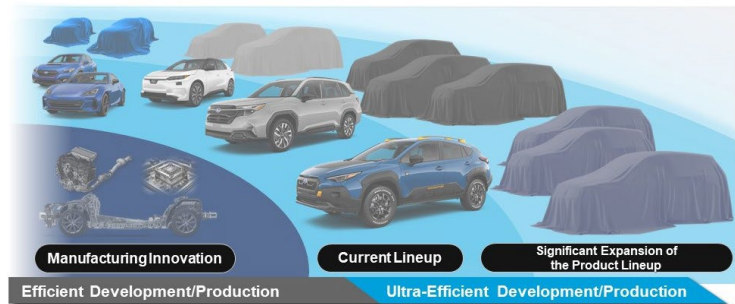 Manufacturing Innovation
Current Lineup
Significant Expansion of
the Product Lineup
Efficient Development/Production
Ultra-Efficient Development/Production